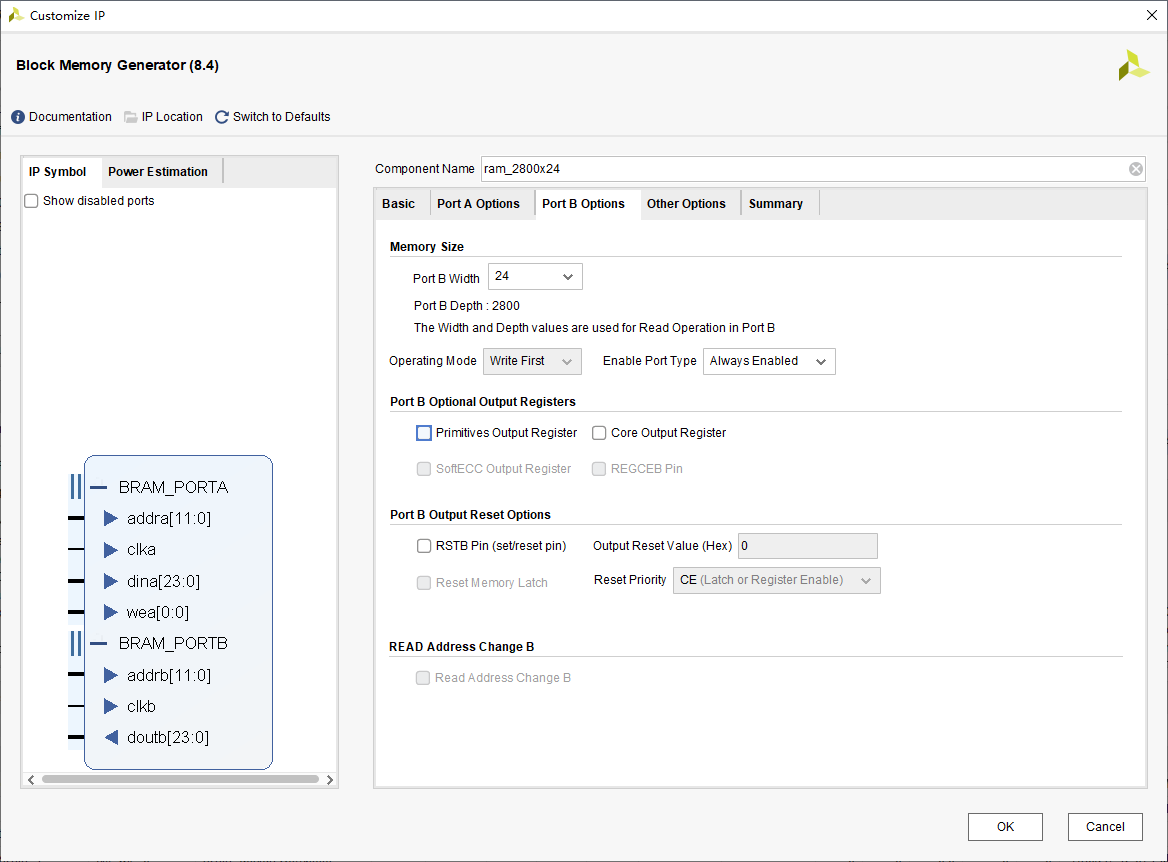 Customize IP
Block Memory Generator (8.4)
Documentation IP Location Switch to Defaults
IP Symbol Power Estimation
Show disabled ports
BRAM_PORTA
addra[11:0]
clka
dina[23:0]
wea[0:0]
BRAM_PORTB
addrb[11:0]
clkb
doutb[23:0]
Component Name ram_2800x24
Basic Port A Options Port B Options Other Options Summary
Memory Size
Port B Width 24
Port B Depth : 2800
The Width and Depth values are used for Read Operation in Port B
Operating Mode Write First Enable Port Type Always Enabled
Port B Optional Output Registers
Primitives Output Register Core Output Register
SoftECC Output Register REGCEB Pin
Port B Output Reset Options
RSTB Pin (set/reset pin) Output Reset Value (Hex) 0
Reset Memory Latch Reset Priority CE (Latch or Register Enable)
READ Address Change B
Read Address Change B
OK Cancel